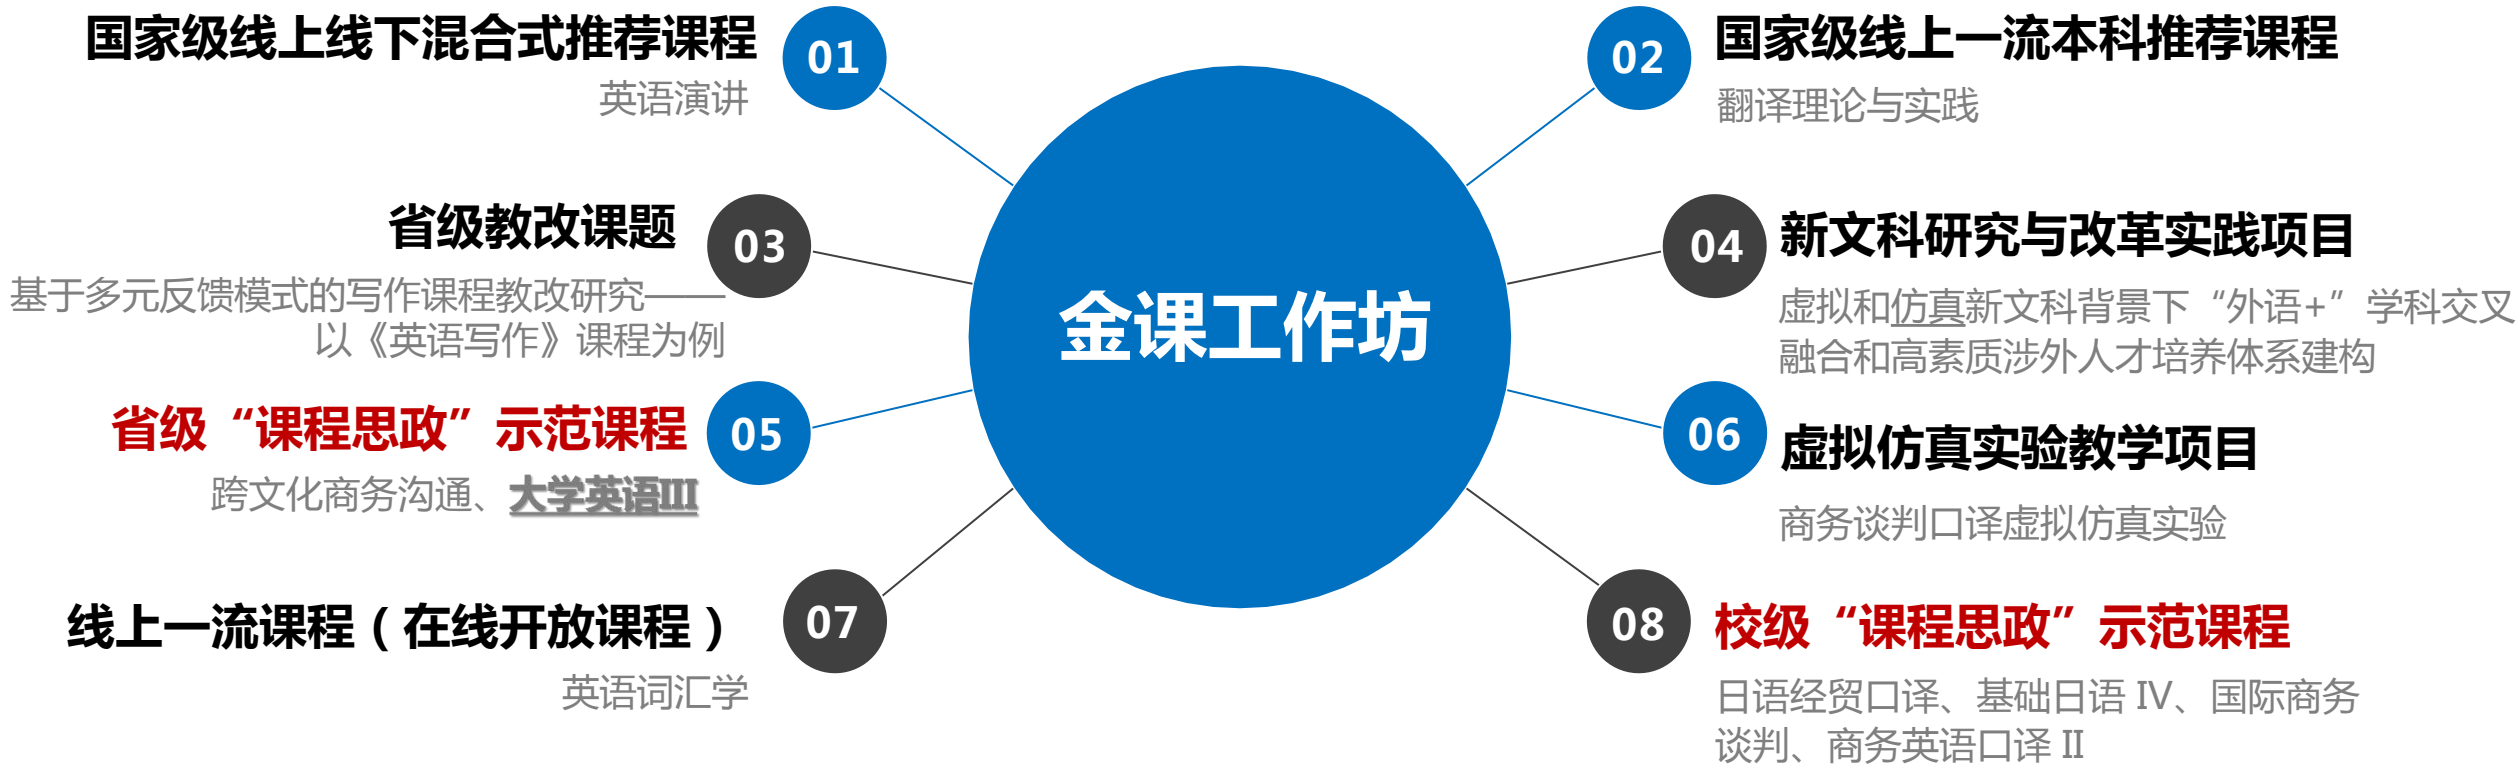 国家级线上线下混合式推荐课程
01
英语演讲
02
国家级线上一流本科推荐课程
翻译理论与实践
省级教改课题
03
基于多元反馈模式的写作课程教改研究——
以《英语写作》课程为例
04
新文科研究与改革实践项目
虚拟和仿真新文科背景下“外语+”学科交叉
融合和高素质涉外人才培养体系建构
金课工作坊
省级“课程思政”示范课程
05
跨文化商务沟通、大学英语III
06
虚拟仿真实验教学项目
商务谈判口译虚拟仿真实验
线上一流课程(在线开放课程)
07
英语词汇学
08
校级“课程思政”示范课程
日语经贸口译、基础日语 IV、国际商务
谈判、商务英语口译 II